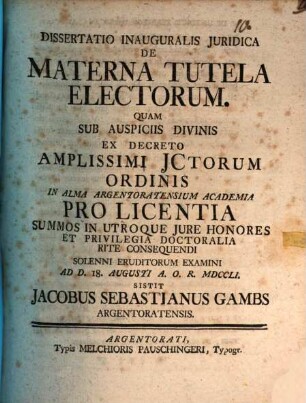 10.
DISSERTATIO INAUGURALIS JURIDICA
DE
MATERNA TUTELA
ELECTORUM.
QUAM
SUB AUSPICIIS DIVINIS
EX DECRETO
AMPLISSIMI JCTORUM
ORDINIS
IN ALMA ARGENTORATENSIUM ACADEMIA
PRO LICENTIA
SUMMOS IN UTROQUE JURE HONORES
ET PRIVILEGIA DOCTORALIA
RITE CONSEQUENDI
SOLENNI ERUDITORUM EXAMINI
AD D. 18. AUGUSTI A. O. R. MDCCLI.
SISTIT
JACOBUS SEBASTIANUS GAMBS
ARGENTORATENSIS.
ARGENTORATI,
Typis MELCHIORIS PAUSCHINGERI, Typogr.